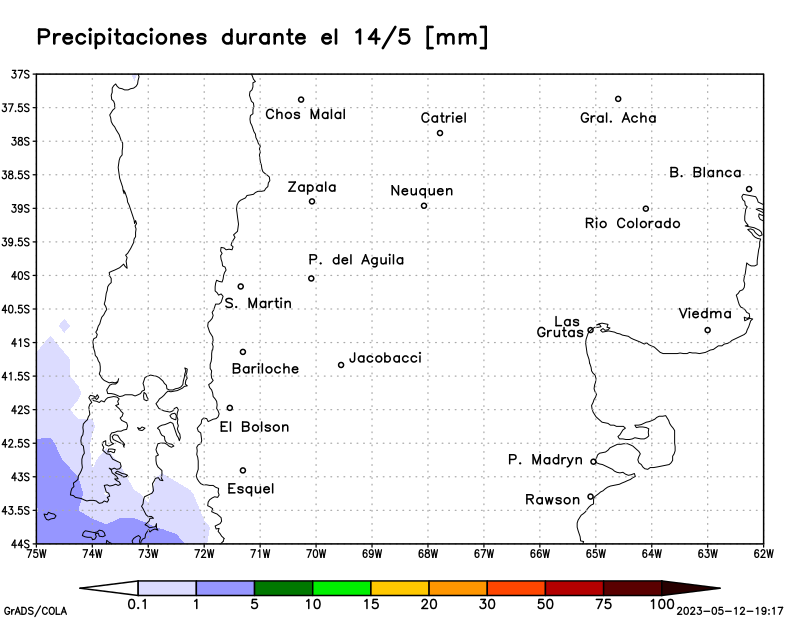 Precipitaciones durante el 14/5 [mm]
37S
37.5S
38S
38.5S
39S
39.5S
40S
40.5S
41S
41.5S
42S
42.5S
43S
43.5S
44S
Chos Malal
Catriel
Gral. Acha
B. Blanca
Zapala
Neuquen
Rio Colorado
P. del Aguila
S. Martin
Viedma
Las
Grutas
Bariloche
Jacobacci
El Bolson
P. Madryn
Esquel
Rawson
75W 74W 73W 72W 71W 70W 69W 68W 67W 66W 65W 64W 63W 62W
0.1 1 5 10 15 20 30 50 75 100
GrADS/COLA
2023-05-12-19:17